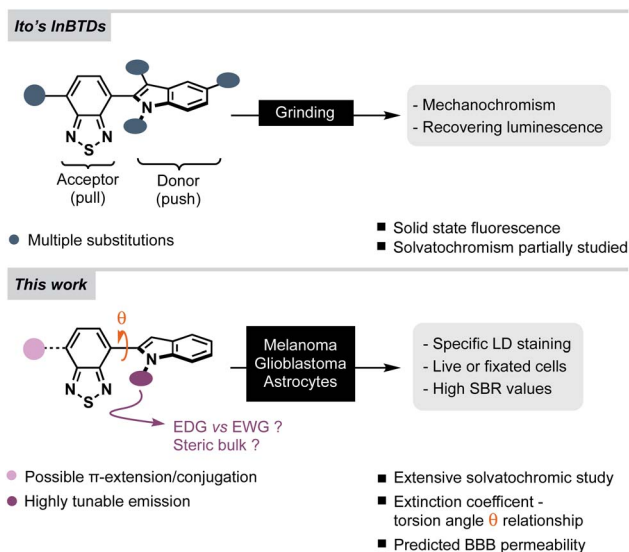 Ito's InBTDs
N
N
S
N
Acceptor
(pull)
Donor
(push)
Grinding
- Mechanochromism
- Recovering luminescence
Multiple substitutions
■ Solid state fluorescence
■ Solvatochromism partially studied
This work
θ
N
N
S
N
EDG vs EWG ?
Steric bulk ?
Melanoma
Glioblastoma
Astrocytes
- Specific LD staining
- Live or fixated cells
- High SBR values
Possible π-extension/conjugation
Highly tunable emission
■ Extensive solvatochromic study
■ Extinction coefficent -
torsion angle θ relationship
■ Predicted BBB permeability